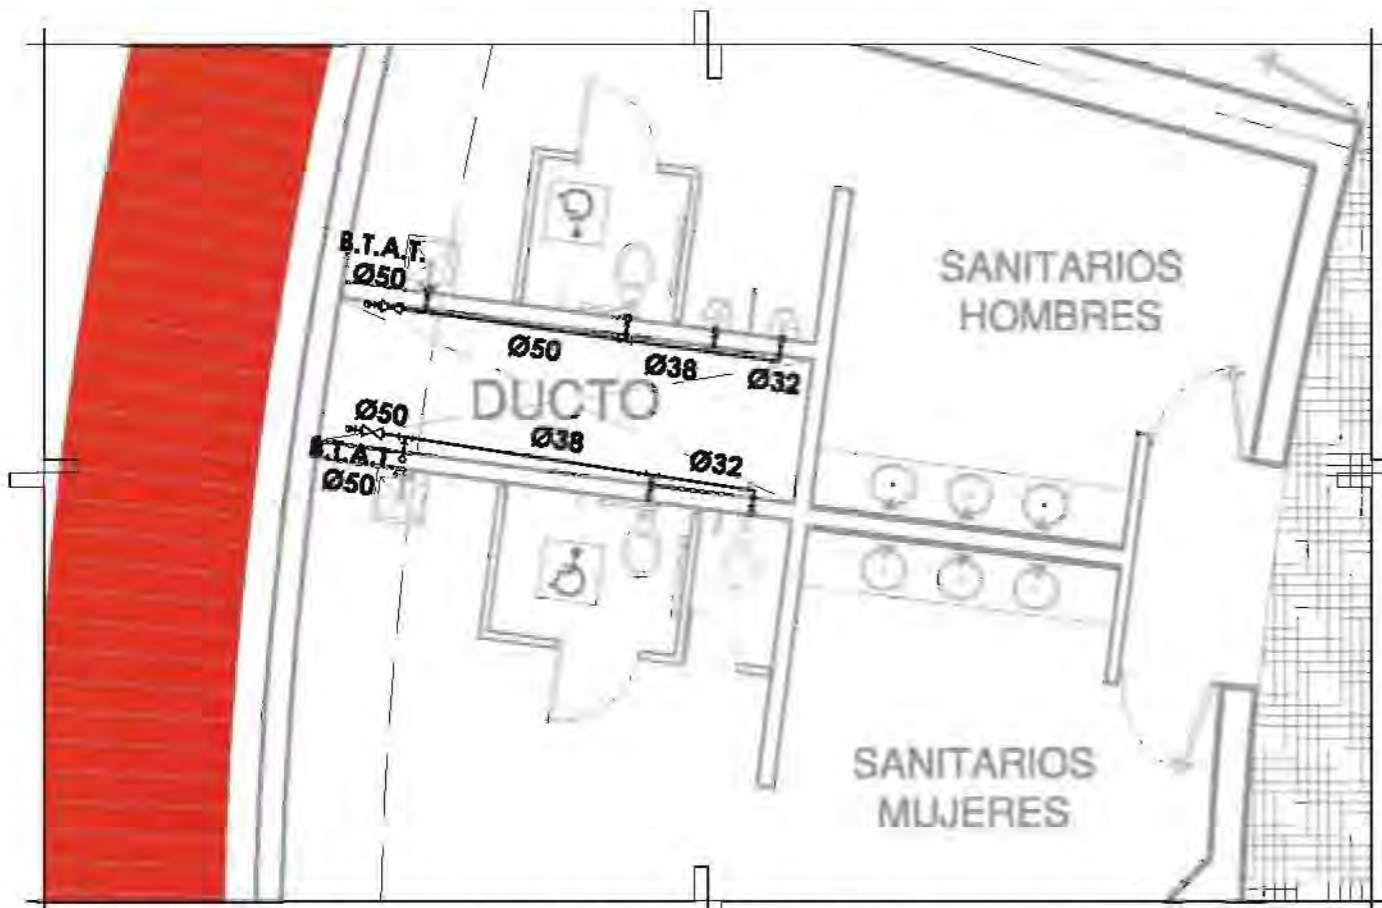 B.T.A.T.
Ø50
SANITARIOS
HOMBRES
Ø50
Ø38
Ø32
DUCTO
Ø50
Ø38
Ø32
B.T.A.T
Ø50
SANITARIOS
MUJERES